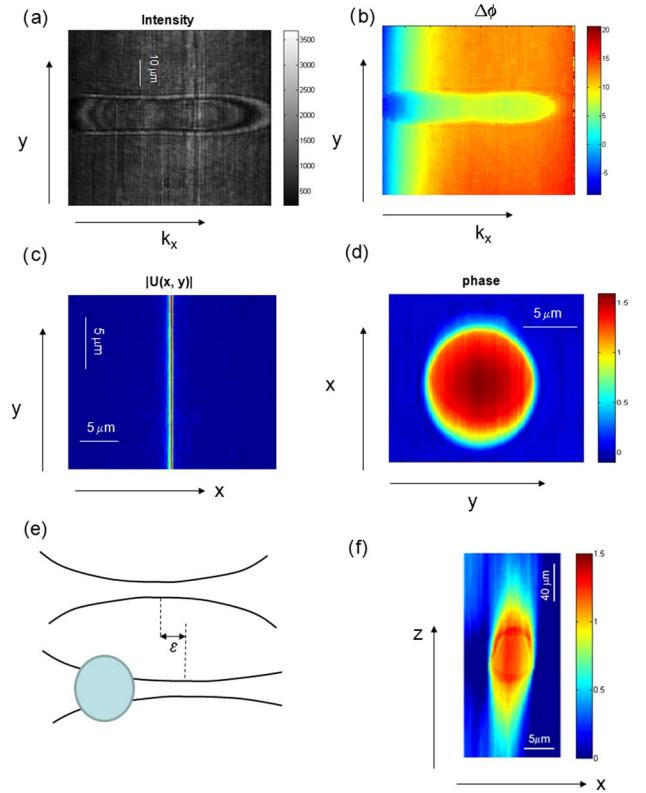 (a)
Intensity
10 μm
3500
3000
2500
2000
1500
1000
500
y
kx
(b)
Δϕ
20
15
10
5
0
-5
y
kx
(c)
|U(x, y)|
5 μm
5 μm
y
x
(d)
phase
5 μm
1.5
1
0.5
0
x
y
(e)
ε
(f)
40 μm
5μm
1.5
1
0.5
0
z
x